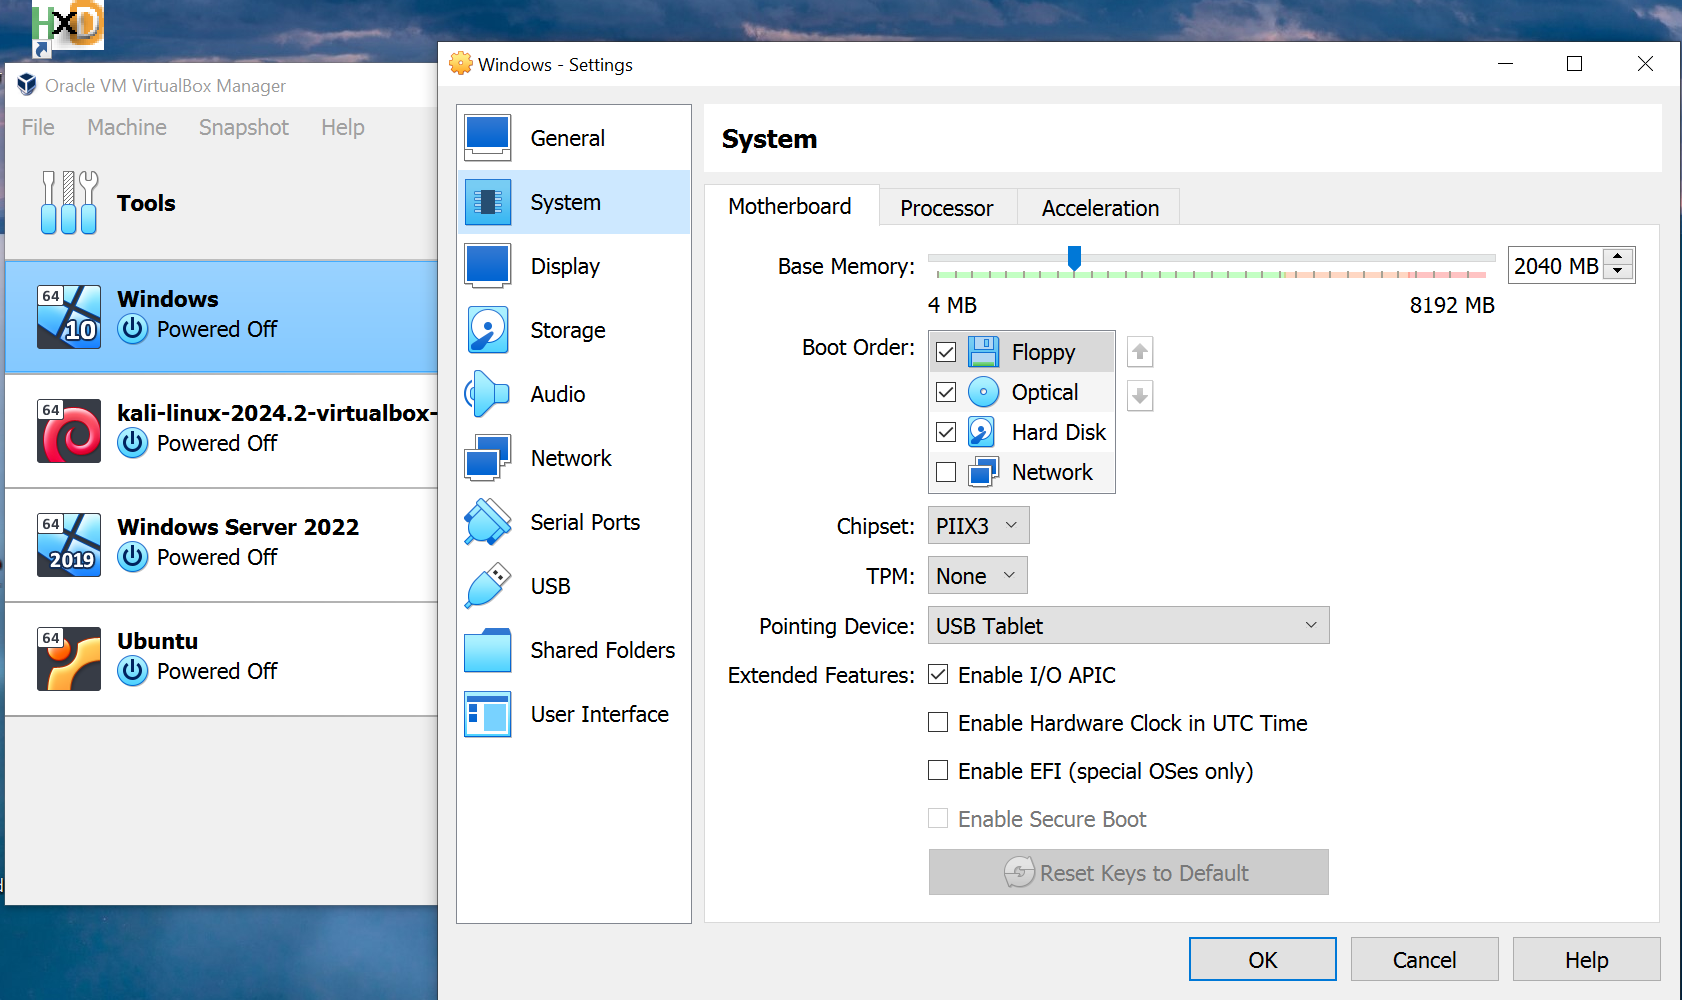 HxD
Oracle VM VirtualBox Manager
File Machine Snapshot Help
Tools
64
10
Windows
Powered Off
64
kali-linux-2024.2-virtualbox-
Powered Off
64
2019
Windows Server 2022
Powered Off
64
Ubuntu
Powered Off
Windows - Settings
General
System
Display
Storage
Audio
Network
Serial Ports
USB
Shared Folders
User Interface
System
Motherboard Processor Acceleration
Base Memory: 2040 MB
4 MB 8192 MB
Boot Order: Floppy
Optical
Hard Disk
Network
Chipset: PIIX3
TPM: None
Pointing Device: USB Tablet
Extended Features: Enable I/O APIC
Enable Hardware Clock in UTC Time
Enable EFI (special OSes only)
Enable Secure Boot
Reset Keys to Default
OK Cancel Help